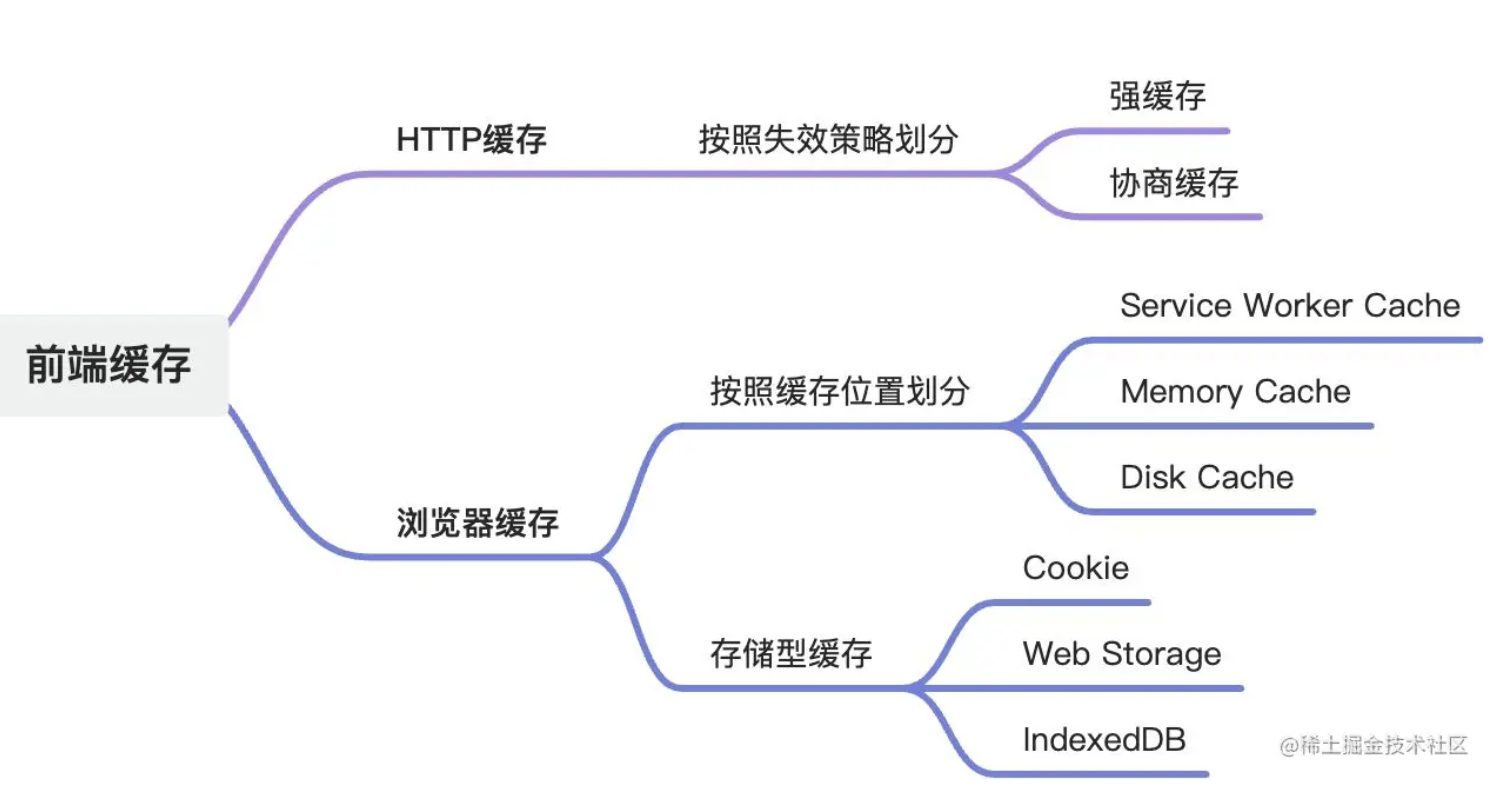 前端缓存
HTTP缓存
按照失效策略划分
强缓存
协商缓存
浏览器缓存
按照缓存位置划分
Service Worker Cache
Memory Cache
Disk Cache
存储型缓存
Cookie
Web Storage
IndexedDB
@稀土掘金技术社区